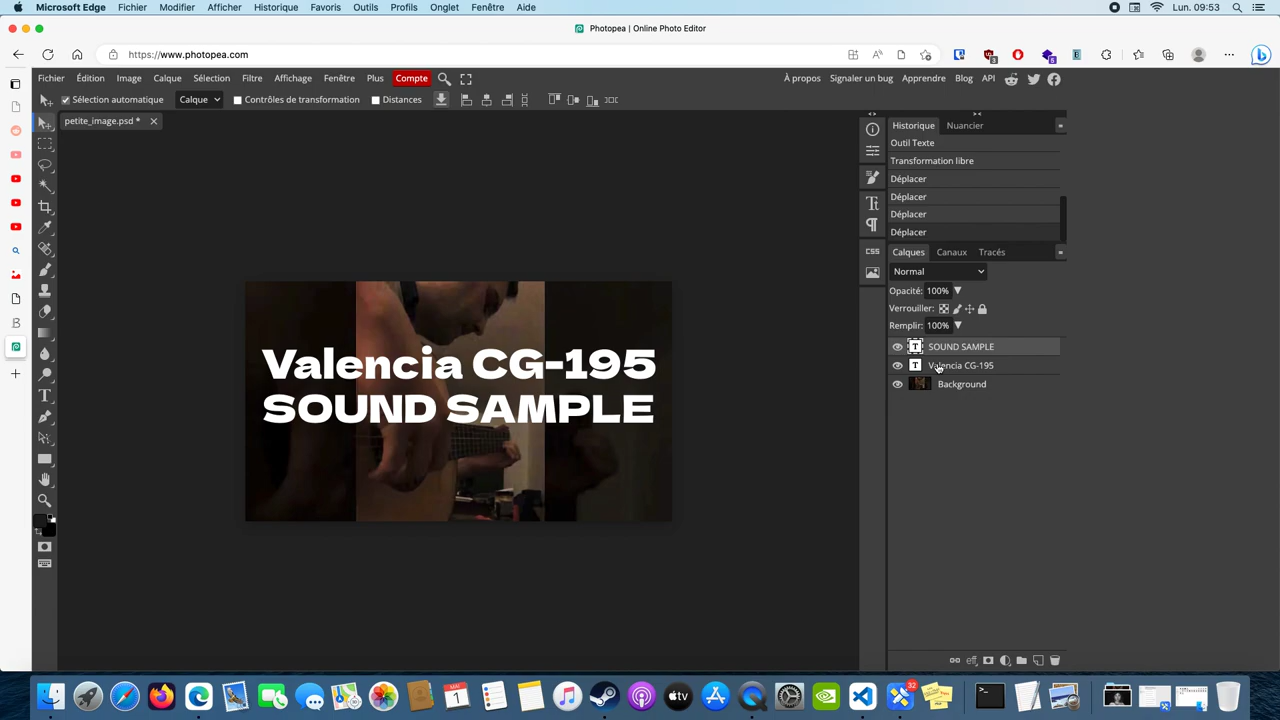 Microsoft Edge Fichier Modifier Afficher Historique Favoris Outils Profils Onglet Fenêtre Aide Lun. 09:53
Photopea | Online Photo Editor
https://www.photopea.com
Fichier Édition Image Calque Sélection Filtre Affichage Fenêtre Plus Compte À propos Signaler un bug Apprendre Blog API
Sélection automatique Calque Contrôles de transformation Distances
petite_image.psd *
Historique Nuancier
Outil Texte
Transformation libre
Déplacer
Déplacer
Déplacer
Déplacer
CSS
Calques Canaux Tracés
Normal
Opacité: 100%
Verrouiller:
Remplir: 100%
SOUND SAMPLE
Valencia CG-195
Background
Valencia CG-195
SOUND SAMPLE
eff
tv
32